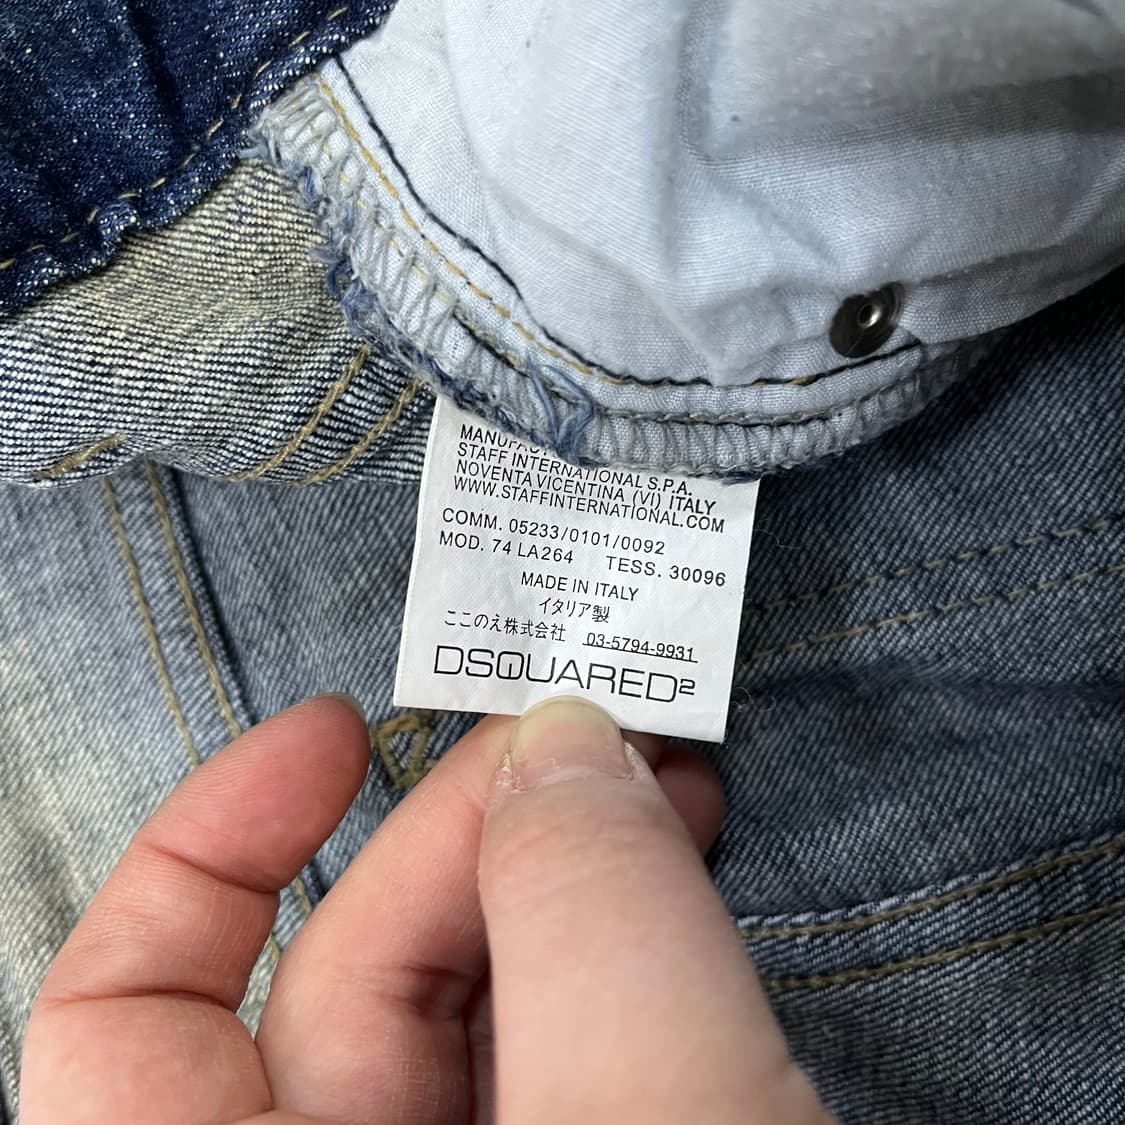 STAFF INTERNATIONAL S.P.A.
NOVENTA VICENTINA (VI) ITALY
WWW.STAFFINTERNATIONAL.COM
COMM. 05233/0101/0092
MOD. 74 LA264 TESS. 30096
MADE IN ITALY
イタリア製
ここのえ株式会社 03-5794-9931
DSQUARED2